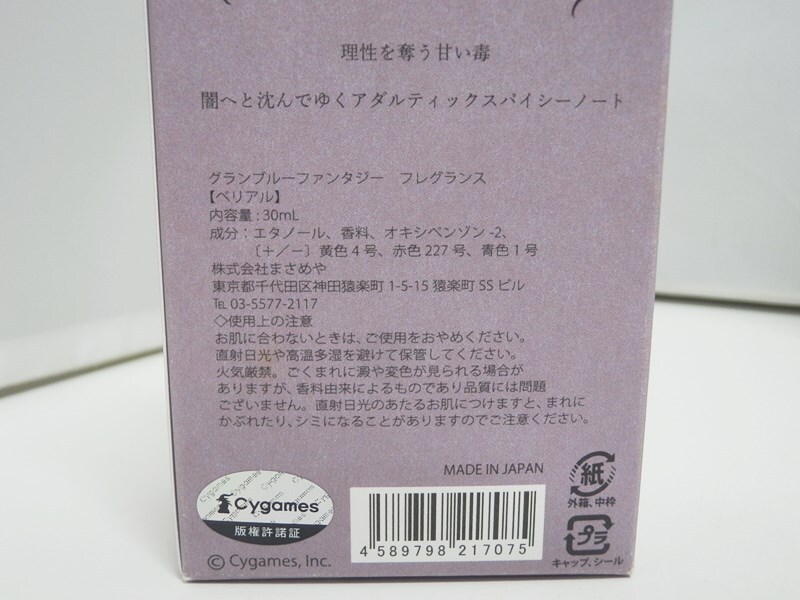 理性を奪う甘い毒
闇へと沈んでゆくアダルティックスパイシーノート
グランブルーファンタジー フレグランス
【ベリアル】
内容量:30mL
成分:エタノール、香料、オキシベンゾン-2、
〔+/−〕黄色4号、赤色227号、青色1号
株式会社まさめや
東京都千代田区神田猿楽町1-5-15 猿楽町SSビル
TEL 03-5577-2117
◇使用上の注意
お肌に合わないときは、ご使用をおやめください。
直射日光や高温多湿を避けて保管してください。
火気厳禁。ごくまれに澱や変色が見られる場合が
ありますが、香料由来によるものであり品質には問題
ございません。直射日光のあたるお肌につけますと、まれに
かぶれたり、シミになることがありますのでご注意ください。
MADE IN JAPAN
紙
外箱、中枠
Cygames
版権許諾証
4 589798 217075
プラ
キャップ、シール
© Cygames, Inc.